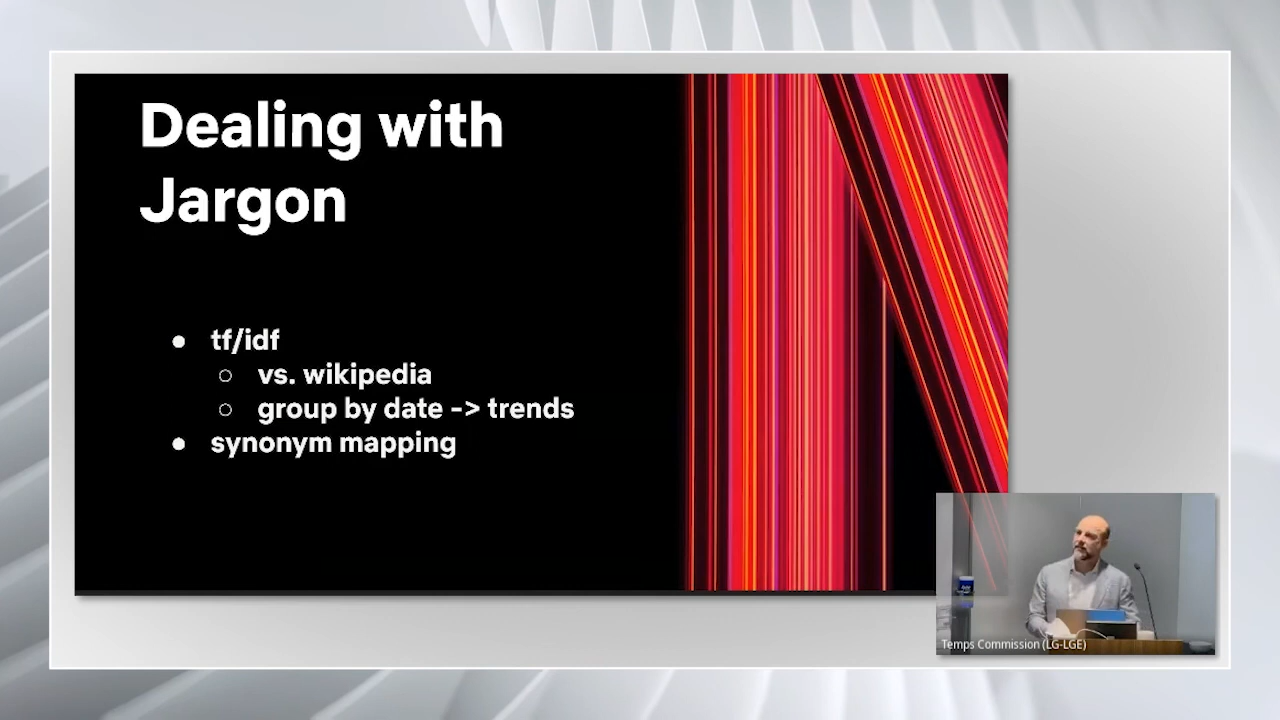 Dealing with
Jargon
● tf/idf
○ vs. wikipedia
○ group by date -> trends
● synonym mapping
Temps Commission (LG-LGE)